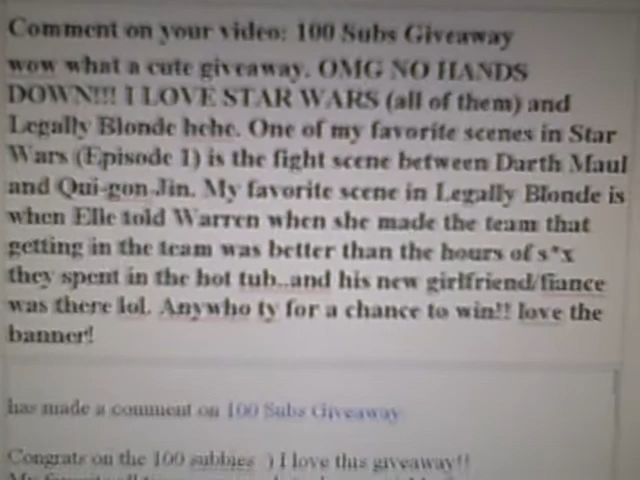 Comment on your video: 100 Subs Giveaway
wow what a cute giveaway. OMG NO HANDS
DOWN!!! I LOVE STAR WARS (all of them) and
Legally Blonde hehe. One of my favorite scenes in Star
Wars (Episode 1) is the fight scene between Darth Maul
and Qui-gon Jin. My favorite scene in Legally Blonde is
when Elle told Warren when she made the team that
getting in the team was better than the hours of s*x
they spent in the hot tub..and his new girlfriend/fiance
was there lol. Anywho ty for a chance to win!! love the
banner!
has made a comment on 100 Subs Giveaway
Congrats on the 100 subbies ) I love this giveaway!!